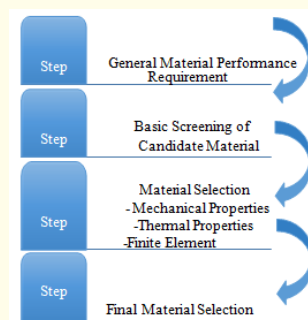 Step
General Material Performance
Requirement
Step
Basic Screening of
Candidate Material
Step
Material Selection
- Mechanical Properties
-Thermal Properties
-Finite Element
Step
Final Material Selection